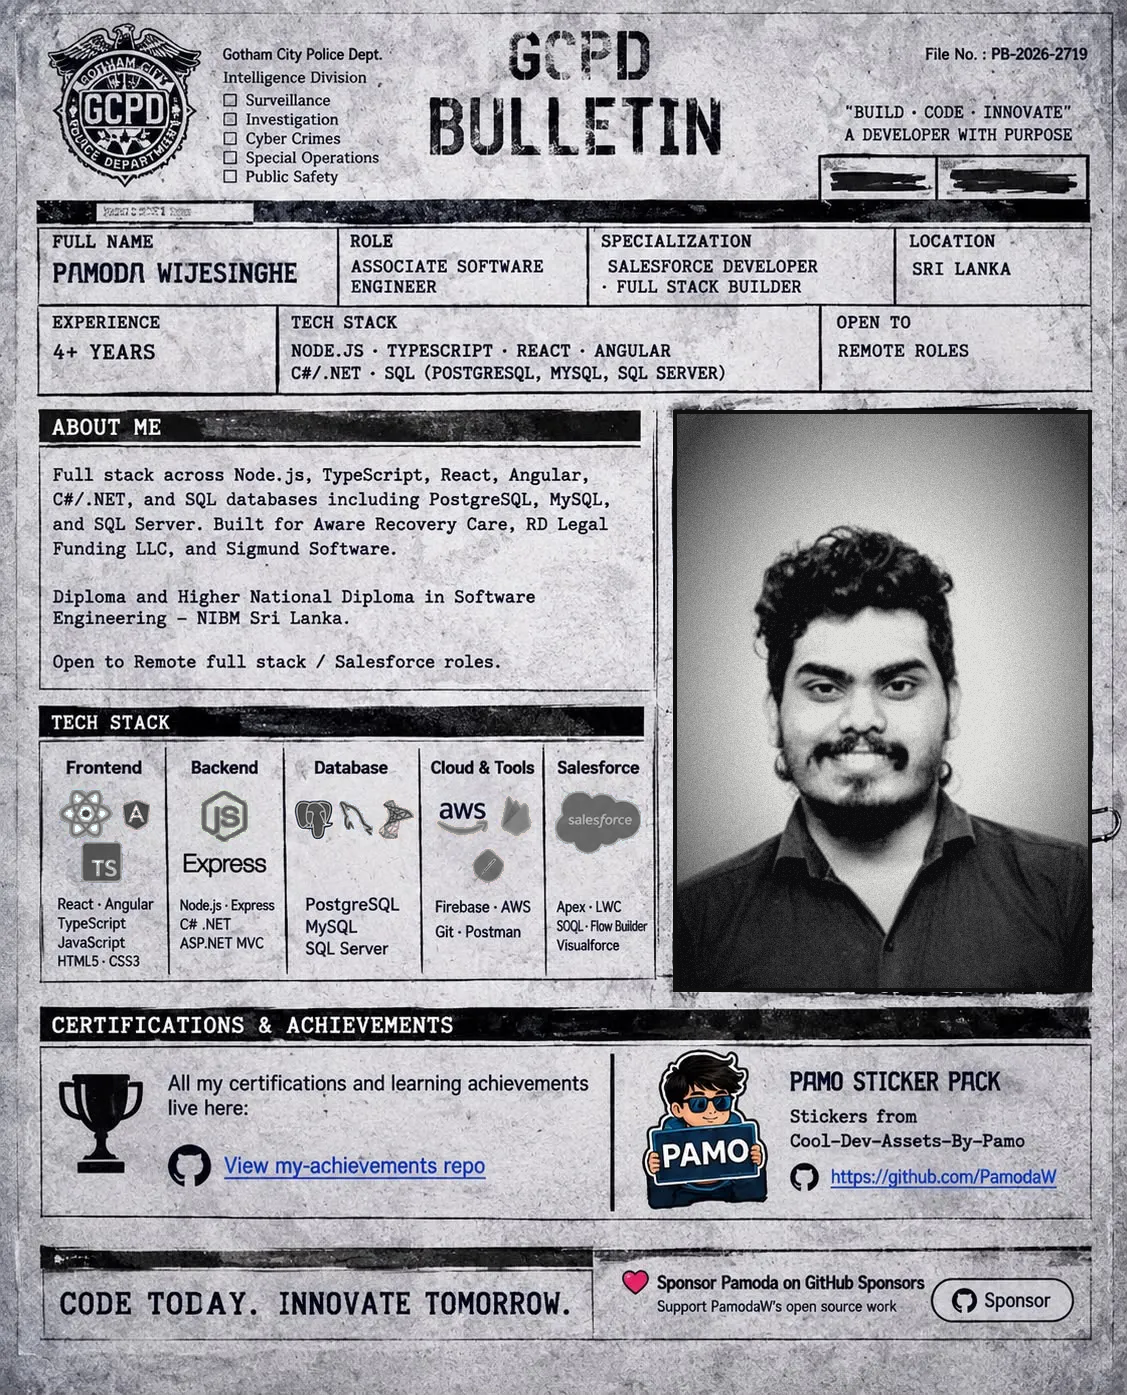 GOTHAM CITY
GCPD
POLICE DEPARTMENT
Gotham City Police Dept.
Intelligence Division
Surveillance
Investigation
Cyber Crimes
Special Operations
Public Safety
GCPD
BULLETIN
File No. : PB-2026-2719
"BUILD · CODE · INNOVATE"
A DEVELOPER WITH PURPOSE
FULL NAME
PAMODA WIJESINGHE
ROLE
ASSOCIATE SOFTWARE
ENGINEER
SPECIALIZATION
SALESFORCE DEVELOPER
· FULL STACK BUILDER
LOCATION
SRI LANKA
EXPERIENCE
4+ YEARS
TECH STACK
NODE.JS · TYPESCRIPT · REACT · ANGULAR
C#/.NET · SQL (POSTGRESQL, MYSQL, SQL SERVER)
OPEN TO
REMOTE ROLES
ABOUT ME
Full stack across Node.js, TypeScript, React, Angular,
C#/.NET, and SQL databases including PostgreSQL, MySQL,
and SQL Server. Built for Aware Recovery Care, RD Legal
Funding LLC, and Sigmund Software.
Diploma and Higher National Diploma in Software
Engineering – NIBM Sri Lanka.
Open to Remote full stack / Salesforce roles.
TECH STACK
Frontend
A
TS
React · Angular
TypeScript
JavaScript
HTML5 · CSS3
Backend
JS
Express
Node.js · Express
C# .NET
ASP.NET MVC
Database
PostgreSQL
MySQL
SQL Server
Cloud & Tools
aws
Firebase · AWS
Git · Postman
Salesforce
salesforce
Apex · LWC
SOQL · Flow Builder
Visualforce
CERTIFICATIONS & ACHIEVEMENTS
All my certifications and learning achievements
live here:
View my-achievements repo
PAMO
PAMO STICKER PACK
Stickers from
Cool-Dev-Assets-By-Pamo
https://github.com/PamodaW
CODE TODAY. INNOVATE TOMORROW.
Sponsor Pamoda on GitHub Sponsors
Support PamodaW's open source work
Sponsor